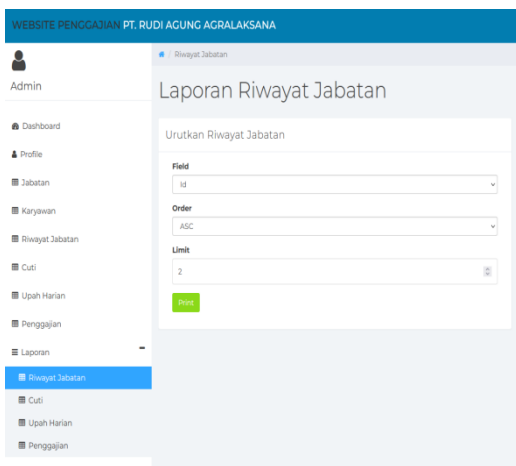 WEBSITE PENGGAJIAN PT. RUDI AGUNG AGRALAKSANA
Admin
Dashboard
Profile
Jabatan
Karyawan
Riwayat Jabatan
Cuti
Upah Harian
Penggajian
Laporan
Riwayat Jabatan
Cuti
Upah Harian
Penggajian
/ Riwayat Jabatan
Laporan Riwayat Jabatan
Urutkan Riwayat Jabatan
Field
Id
Order
ASC
Limit
2
Print